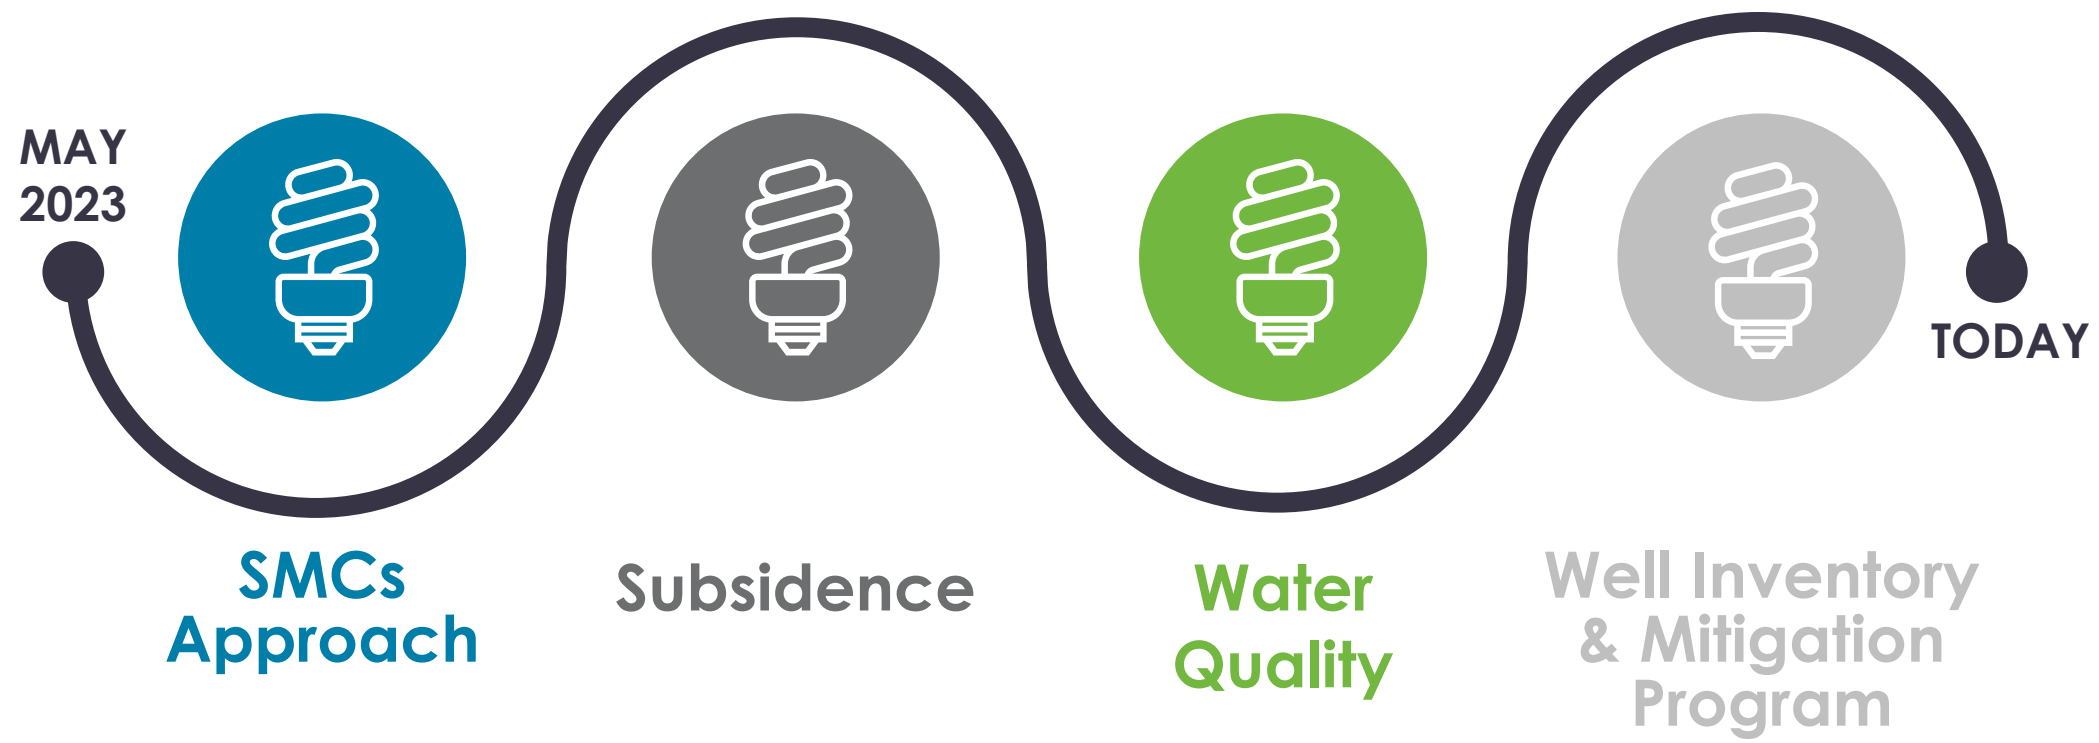 MAY
2023
TODAY
SMCs
Approach
Subsidence
Water
Quality
Well Inventory
& Mitigation
Program